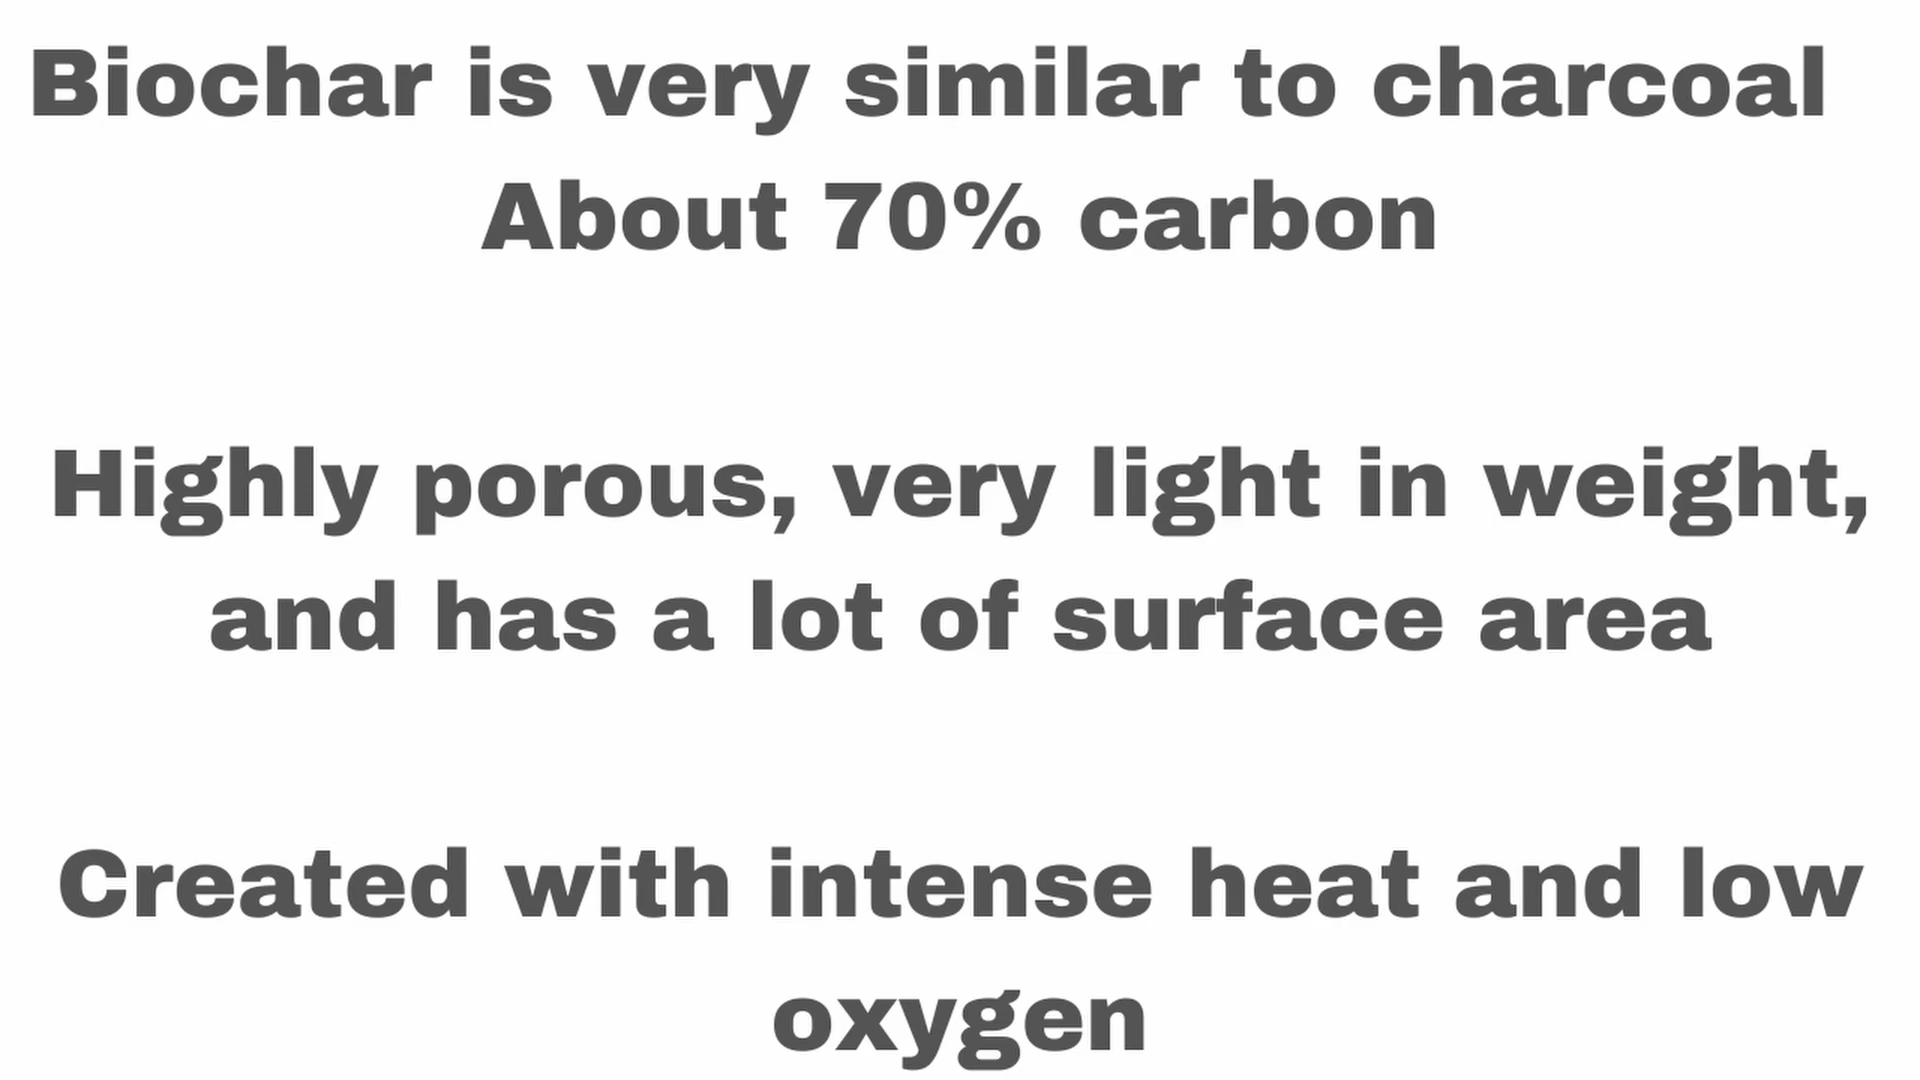 Biochar is very similar to charcoal
About 70% carbon
Highly porous, very light in weight,
and has a lot of surface area
Created with intense heat and low
oxygen